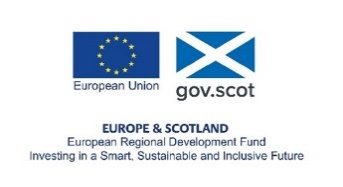 European Union
gov.scot
EUROPE & SCOTLAND
European Regional Development Fund
Investing in a Smart, Sustainable and Inclusive Future